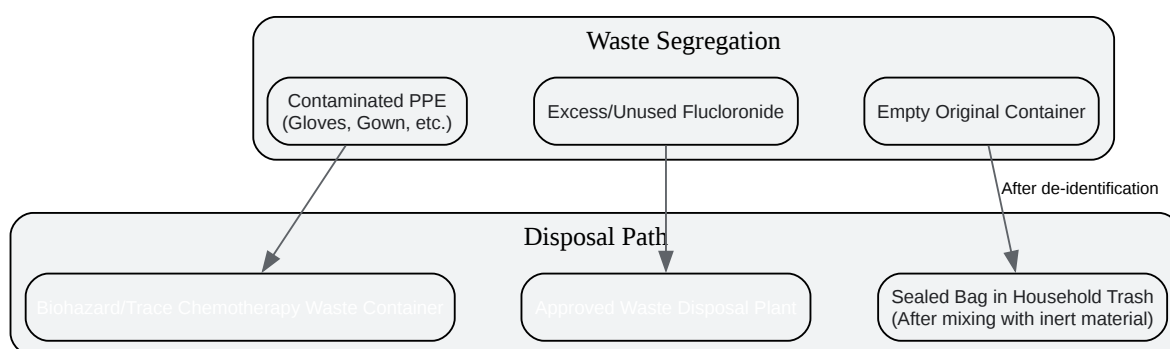 Waste Segregation
Contaminated PPE
(Gloves, Gown, etc.)
Excess/Unused Flucloronide
Empty Original Container
After de-identification
Disposal Path
Biohazard/Trace Chemotherapy Waste Container
Approved Waste Disposal Plant
Sealed Bag in Household Trash
(After mixing with inert material)